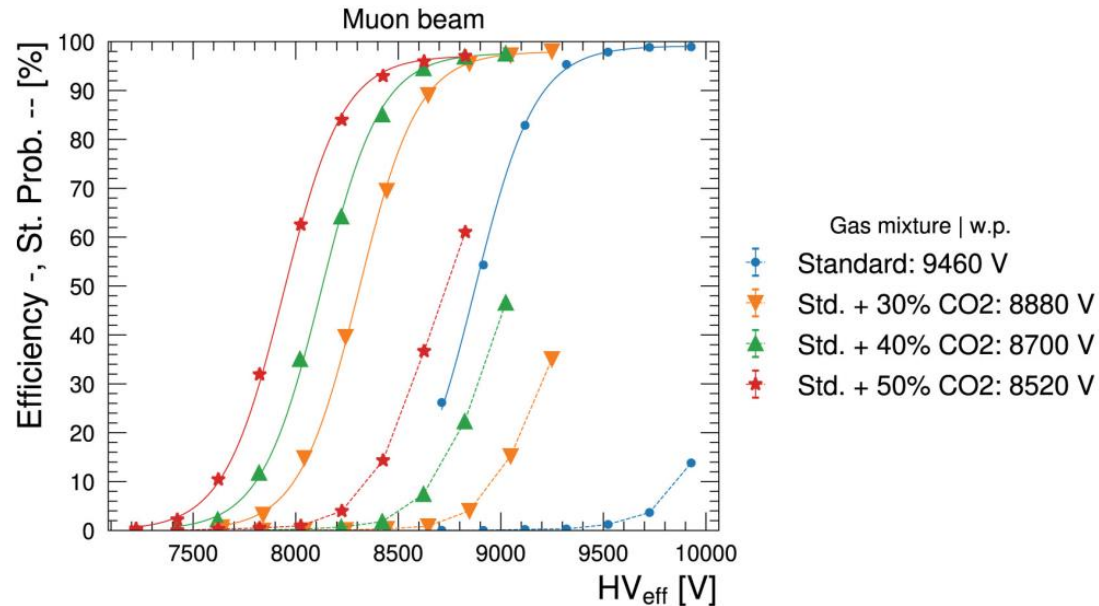 Muon beam
Efficiency -, St. Prob. -- [%]
100
90
80
70
60
50
40
30
20
10
0
7500 8000 8500 9000 9500 10000
HVeff [V]
Gas mixture | w.p.
Standard: 9460 V
Std. + 30% CO2: 8880 V
Std. + 40% CO2: 8700 V
Std. + 50% CO2: 8520 V